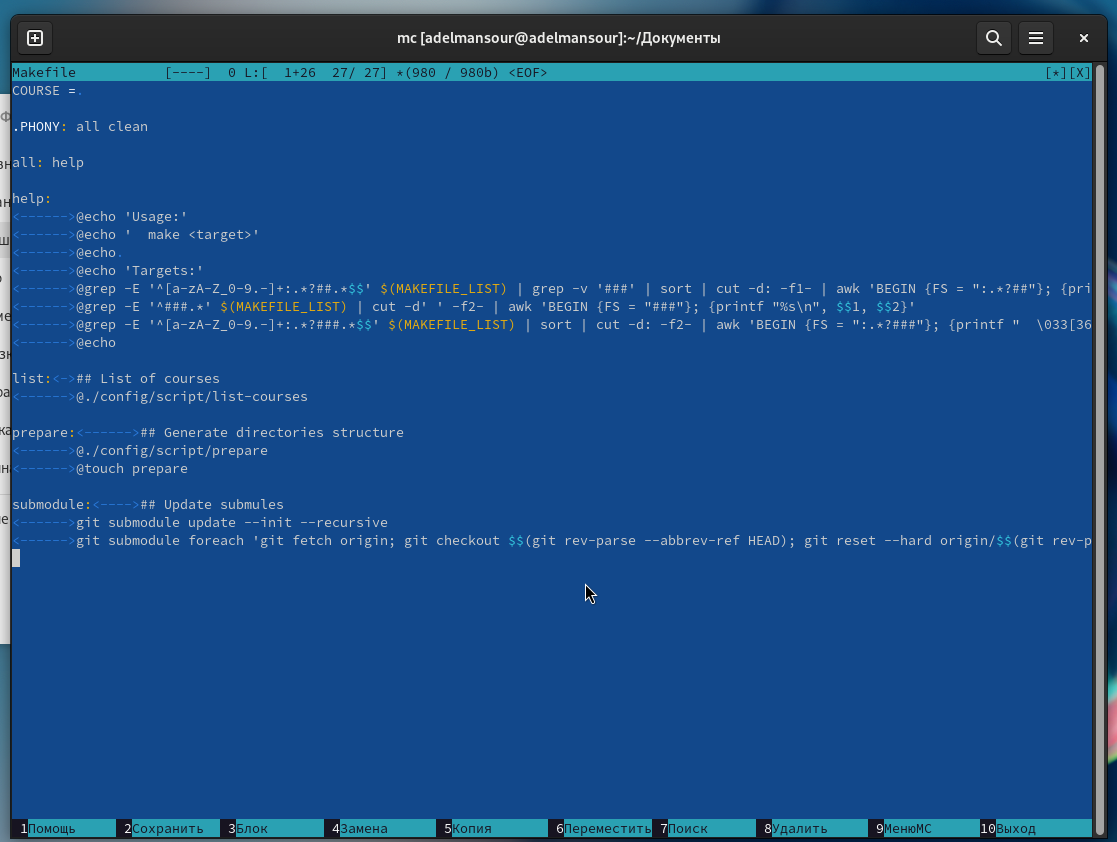 mc [adelmansour@adelmansour]:~/Документы
Makefile [----] 0 L:[ 1+26 27/ 27] *(980 / 980b) <EOF> [*][X]
COURSE =.
.PHONY: all clean
all: help
help:
<------>@echo 'Usage:'
<------>@echo '  make <target>'
<------>@echo.
<------>@echo 'Targets:'
<------>@grep -E '^[a-zA-Z_0-9.-]+:.*?##.*$$' $(MAKEFILE_LIST) | grep -v '###' | sort | cut -d: -f1- | awk 'BEGIN {FS = ":.*?##"}; {pri
<------>@grep -E '^###.*' $(MAKEFILE_LIST) | cut -d' ' -f2- | awk 'BEGIN {FS = "###"}; {printf "%s\n", $$1, $$2}'
<------>@grep -E '^[a-zA-Z_0-9.-]+:.*?###.*$$' $(MAKEFILE_LIST) | sort | cut -d: -f2- | awk 'BEGIN {FS = ":.*?###"}; {printf "  \033[36
<------>@echo
list:<->## List of courses
<------>@./config/script/list-courses
prepare:<------>## Generate directories structure
<------>@./config/script/prepare
<------>@touch prepare
submodule:<---->## Update submules
<------>git submodule update --init --recursive
<------>git submodule foreach 'git fetch origin; git checkout $$(git rev-parse --abbrev-ref HEAD); git reset --hard origin/$$(git rev-p
1Помощь 2Сохранить 3Блок 4Замена 5Копия 6Переместить 7Поиск 8Удалить 9МенюMC 10Выход